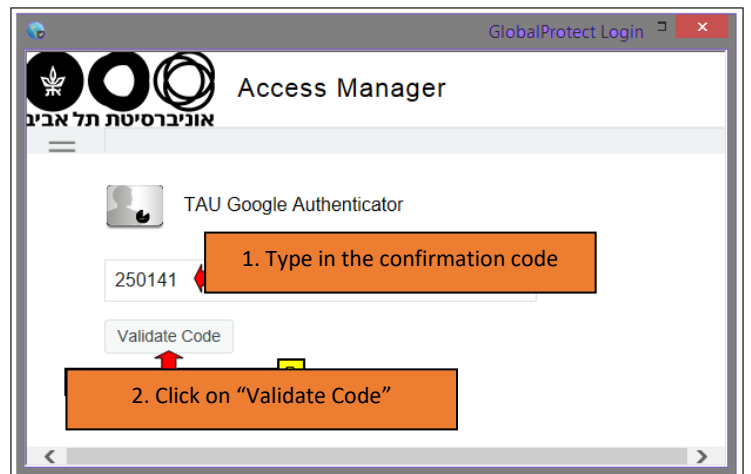 GlobalProtect Login
Access Manager
אוניברסיטת תל אביב
TAU Google Authenticator
1. Type in the confirmation code
250141
Validate Code
2. Click on “Validate Code”